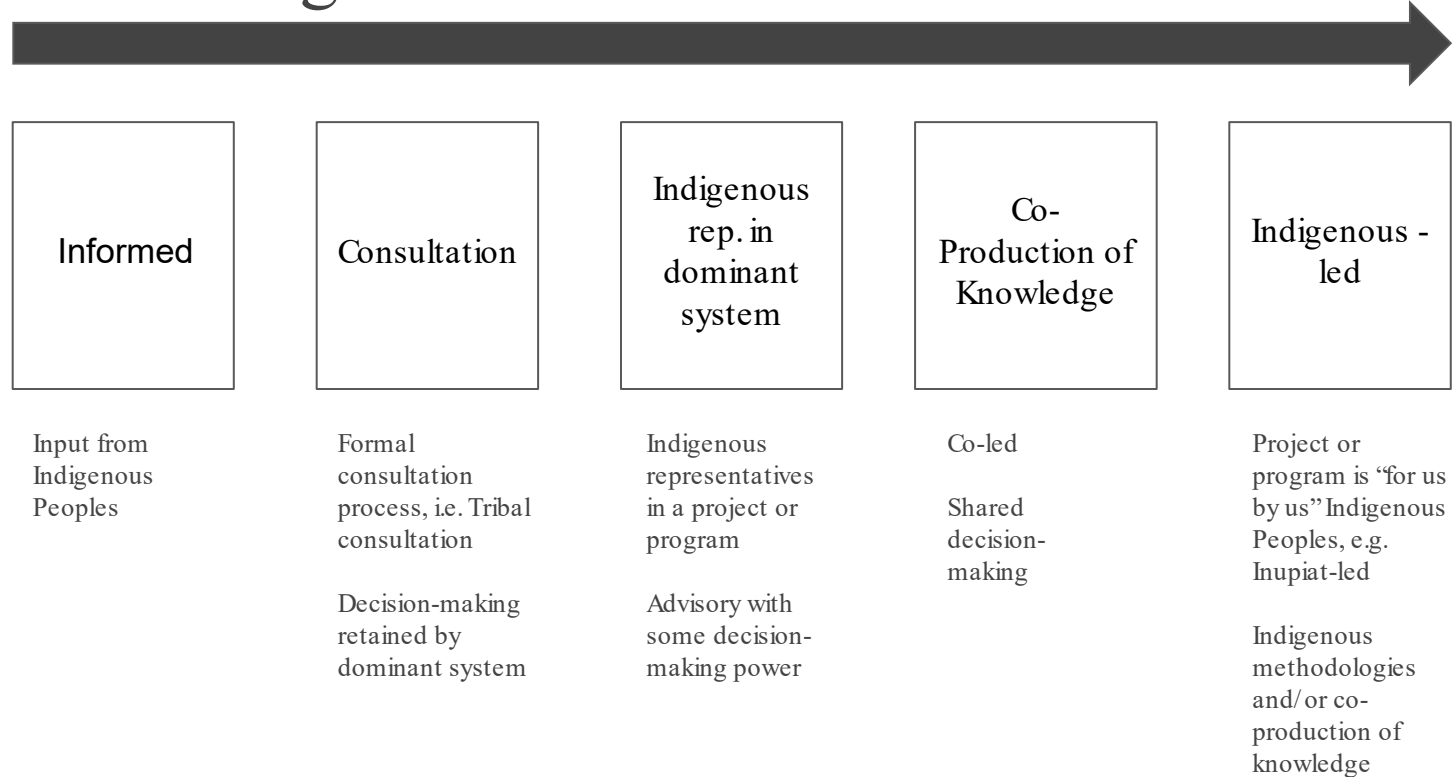 Informed
Consultation
Indigenous
rep. in
dominant
system
Co-
Production of
Knowledge
Indigenous -
led
Input from
Indigenous
Peoples
Formal
consultation
process, i.e. Tribal
consultation
Decision-making
retained by
dominant system
Indigenous
representatives
in a project or
program
Advisory with
some decision-
making power
Co-led
Shared
decision-
making
Project or
program is “for us
by us” Indigenous
Peoples, e.g.
Inupiat-led
Indigenous
methodologies
and/or co-
production of
knowledge